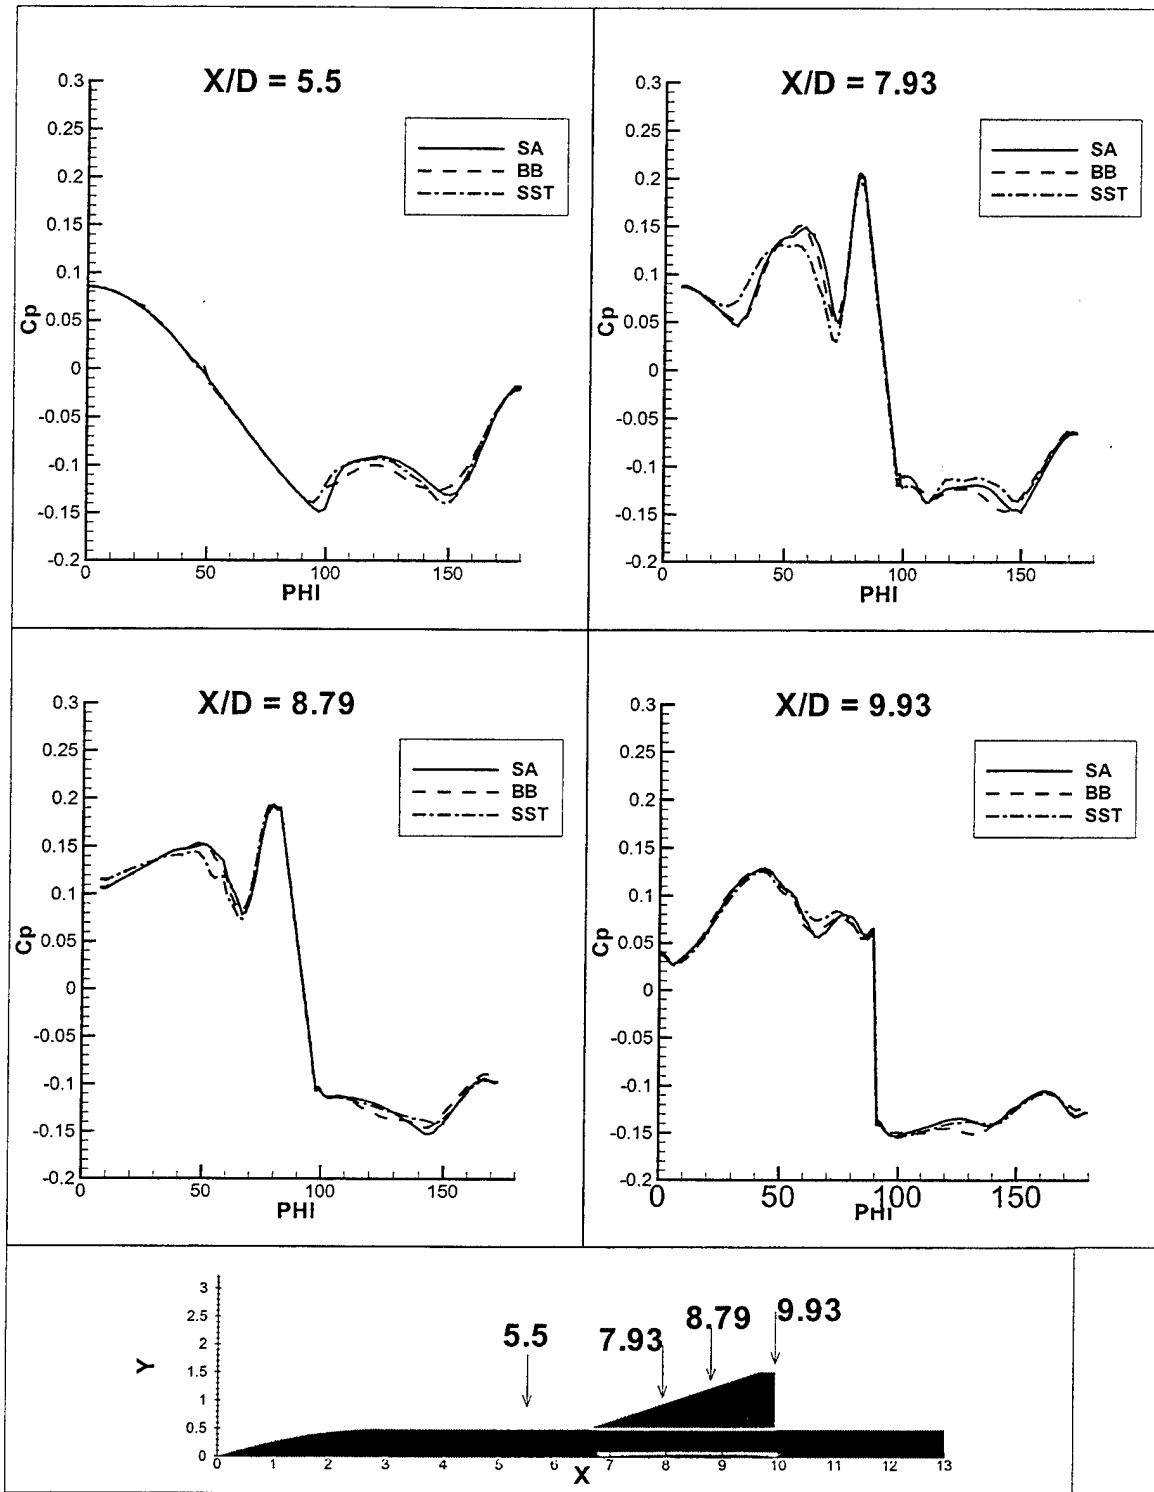 X/D = 5.5
0.3
0.25
0.2
0.15
0.1
0.05
0
-0.05
-0.1
-0.15
-0.2
Cp
SA
BB
SST
0 50 100 150
PHI
X/D = 7.93
0.3
0.25
0.2
0.15
0.1
0.05
0
-0.05
-0.1
-0.15
-0.2
Cp
SA
BB
SST
0 50 100 150
PHI
X/D = 8.79
0.3
0.25
0.2
0.15
0.1
0.05
0
-0.05
-0.1
-0.15
-0.2
Cp
SA
BB
SST
0 50 100 150
PHI
X/D = 9.93
0.3
0.25
0.2
0.15
0.1
0.05
0
-0.05
-0.1
-0.15
-0.2
Cp
SA
BB
SST
0 50 100 150
PHI
3
2.5
2
1.5
1
0.5
0
Y
5.5 7.93 8.79 9.93
0 1 2 3 4 5 6 7 8 9 10 11 12 13
X